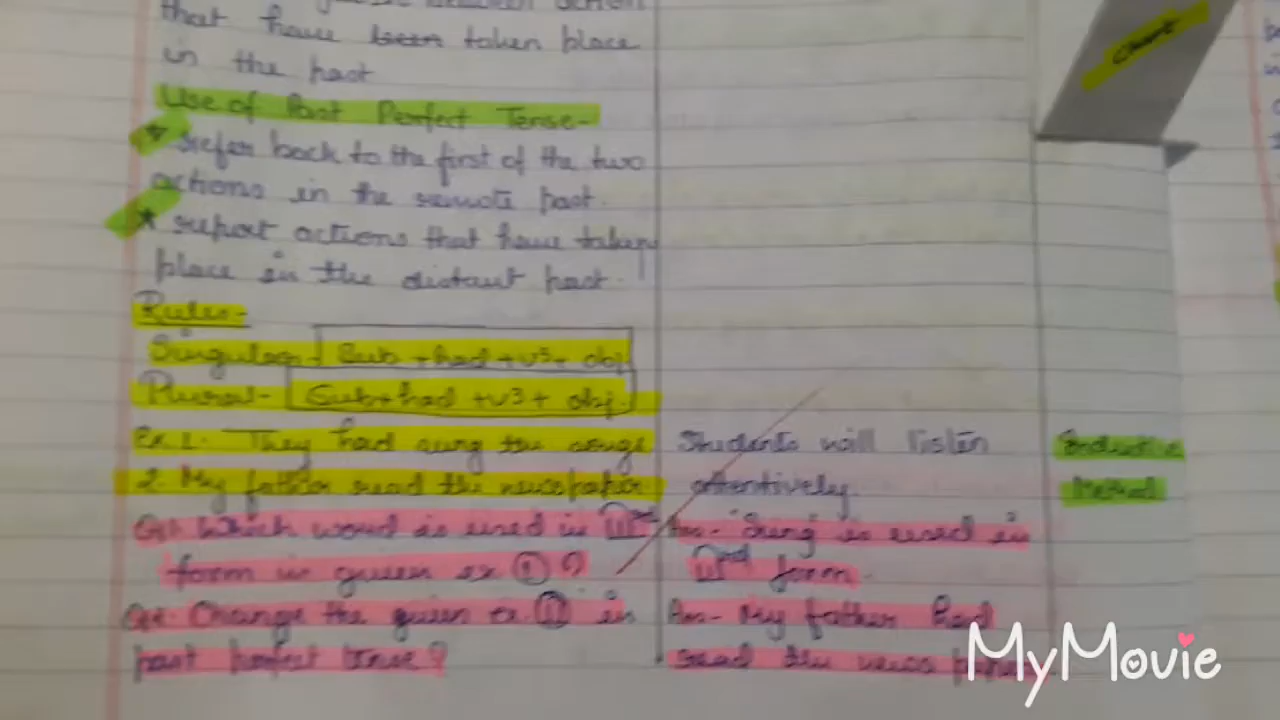 that have been taken place
in the past
Use of Past Perfect Tense-
refer back to the first of the two
actions in the remote past.
report actions that have taken
place in the distant past.
Rules-
Singular- Sub + had + v3 + obj
Plural- Sub + had + v3 + obj.
Ex. 1. They had sung the songs
2. My father read the newspaper
Which word is used in IIIrd
form in given ex ① ?
Change the given ex. ② in
past perfect tense?
Students will listen
attentively.
Ans- 'Sung' is used in
IIIrd form.
Ans- My father had
read the news paper
Chart
Inductive
Method
MyMovie